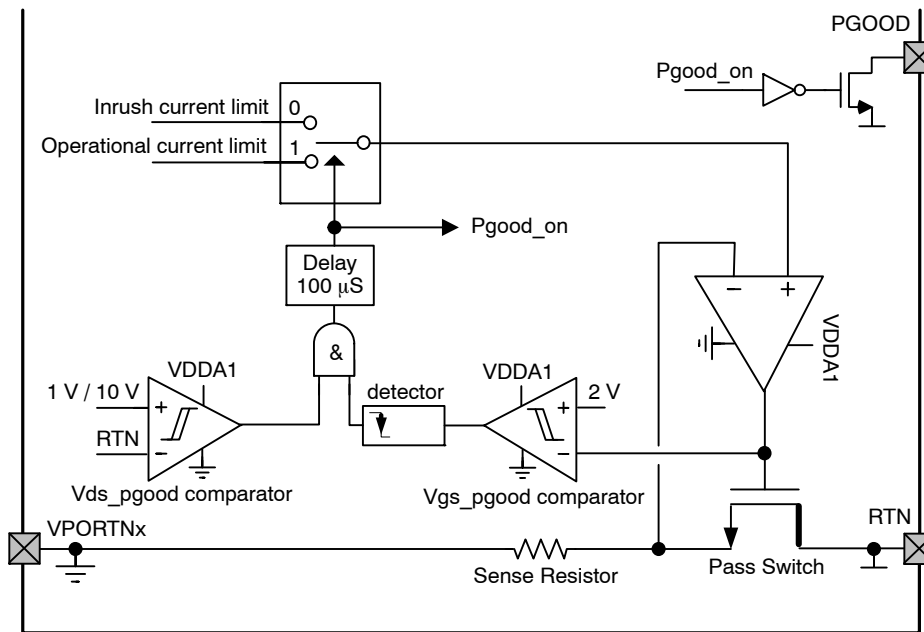 PGOOD
Pgood_on
Inrush current limit
0
Operational current limit
1
Pgood_on
Delay
100 μS
− +
VDDA1
&
1 V / 10 V
VDDA1
+
RTN
−
Vds_pgood comparator
detector
VDDA1
2 V
+
−
Vgs_pgood comparator
VPORTNx
RTN
Sense Resistor
Pass Switch